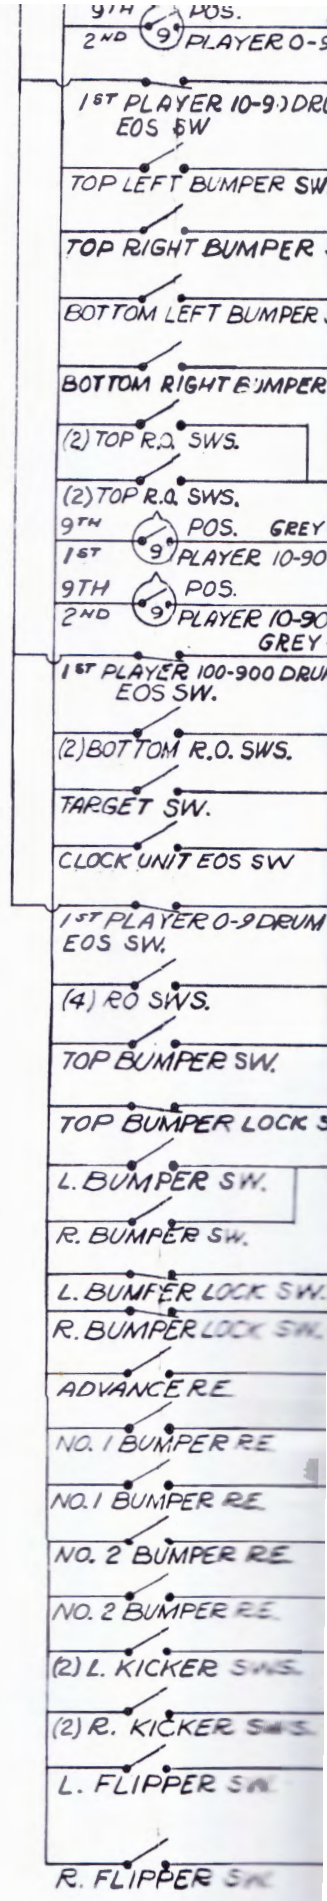 9TH POS.
2ND 9 PLAYER 0-9
1ST PLAYER 10-90 DRU
EOS SW
TOP LEFT BUMPER SW
TOP RIGHT BUMPER
BOTTOM LEFT BUMPER
BOTTOM RIGHT BUMPER
(2) TOP R.O. SWS.
(2) TOP R.O. SWS.
9TH POS. GREY
1ST 9 PLAYER 10-90
9TH POS.
2ND 9 PLAYER 10-90
GREY
1ST PLAYER 100-900 DRUM
EOS SW.
(2) BOTTOM R.O. SWS.
TARGET SW.
CLOCK UNIT EOS SW
1ST PLAYER 0-9 DRUM
EOS SW.
(4) RO SWS.
TOP BUMPER SW.
TOP BUMPER LOCK S
L. BUMPER SW.
R. BUMPER SW.
L. BUMPER LOCK SW.
R. BUMPER LOCK SW.
ADVANCE RE
NO. 1 BUMPER RE
NO. 1 BUMPER RE
NO. 2 BUMPER RE
NO. 2 BUMPER RE
(2) L. KICKER SWS.
(2) R. KICKER SWS.
L. FLIPPER SW
R. FLIPPER SW